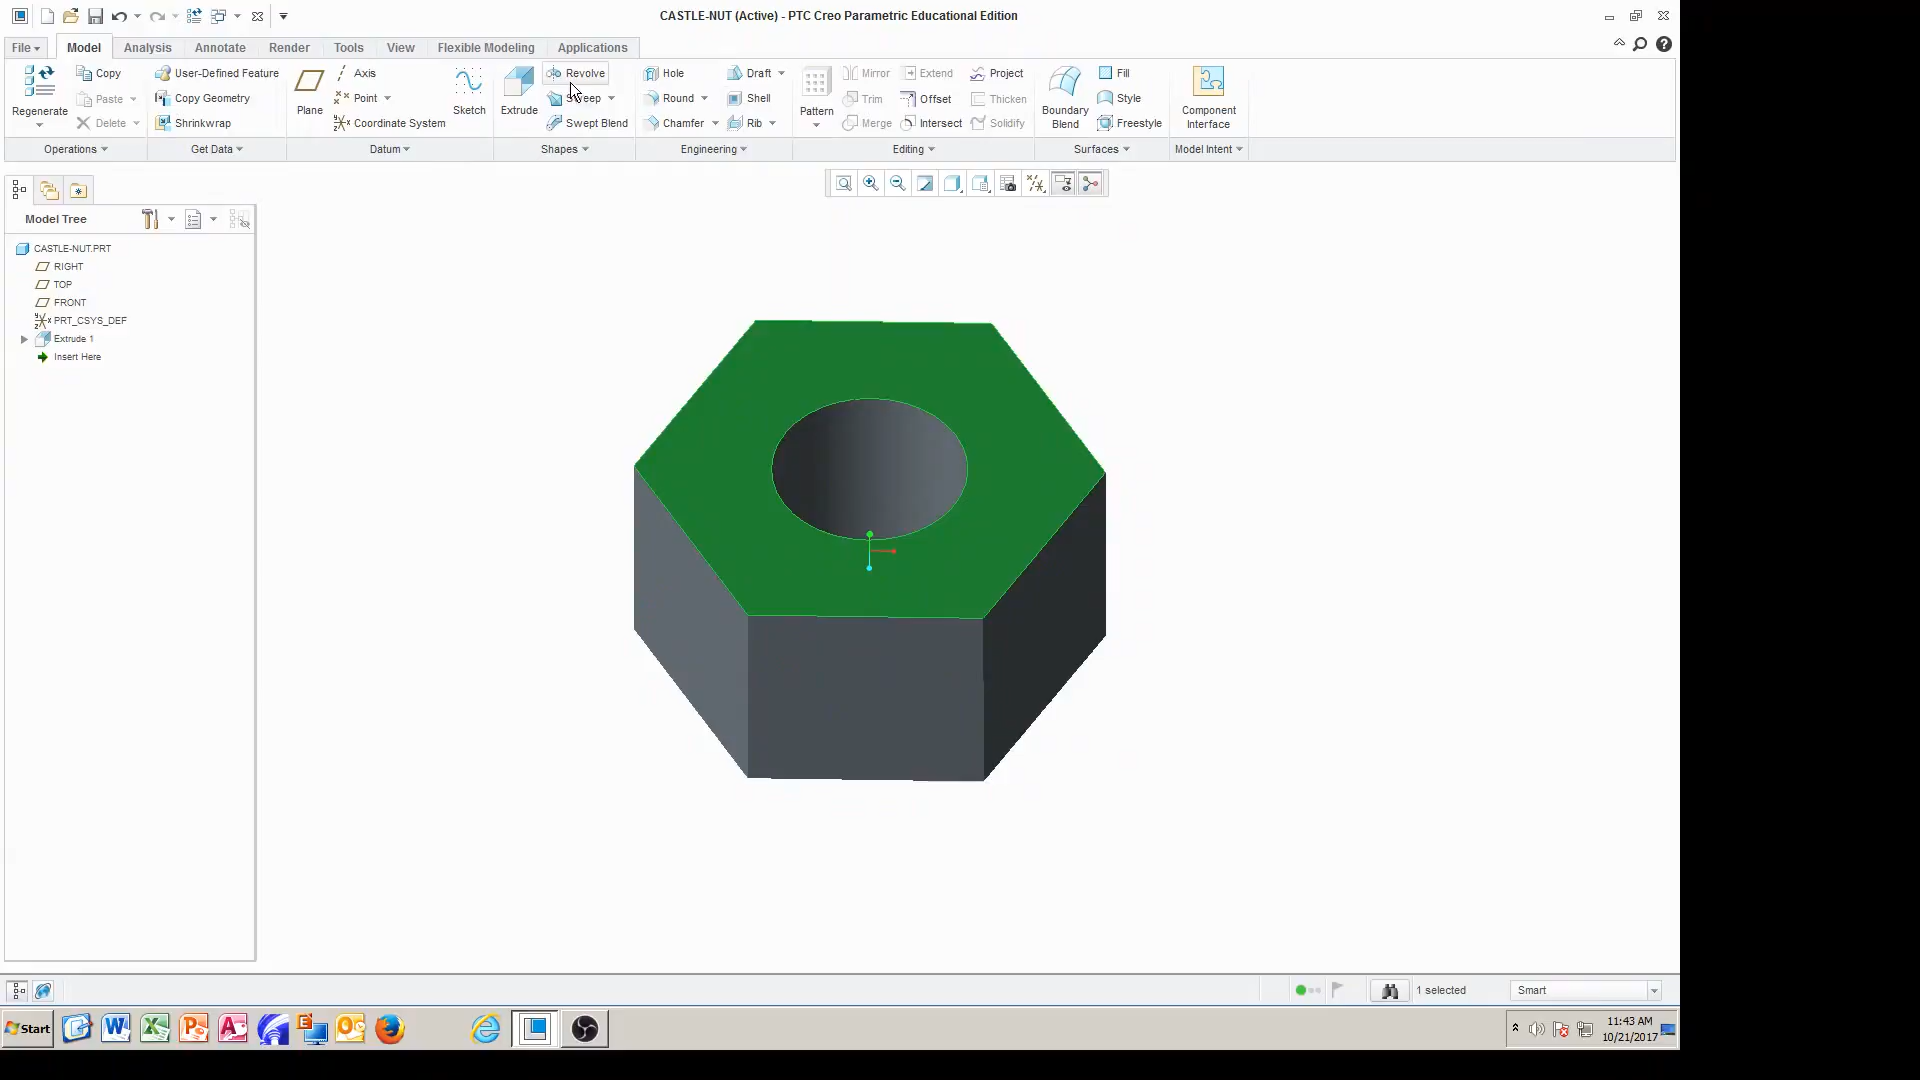 CASTLE-NUT (Active) - PTC Creo Parametric Educational Edition
File Model Analysis Annotate Render Tools View Flexible Modeling Applications
Regenerate Copy Paste Delete
User-Defined Feature
Copy Geometry
Shrinkwrap
Plane Axis Point Coordinate System Sketch
Extrude Revolve Sweep Swept Blend
Hole Round Chamfer Draft Shell Rib
Pattern Mirror Trim Merge Extend Offset Intersect Project Thicken Solidify
Boundary Blend Fill Style Freestyle
Component Interface
Operations Get Data Datum Shapes Engineering Editing Surfaces Model Intent
Model Tree
CASTLE-NUT.PRT
RIGHT
TOP
FRONT
PRT_CSYS_DEF
Extrude 1
Insert Here
1 selected Smart
Start
11:43 AM
10/21/2017